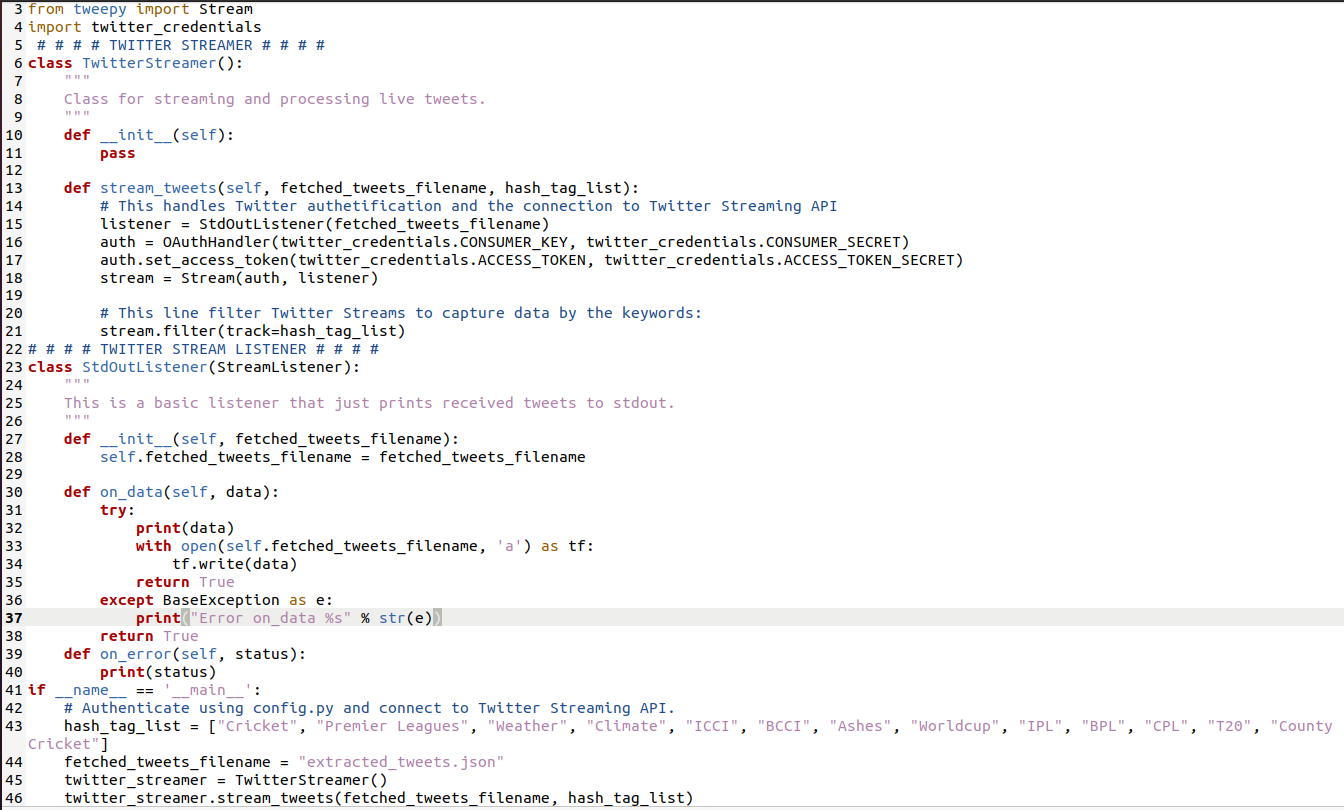 3 from tweepy import Stream
4 import twitter_credentials
5  # # # # TWITTER STREAMER # # # #
6 class TwitterStreamer():
7     """
8     Class for streaming and processing live tweets.
9     """
10     def __init__(self):
11         pass
12
13     def stream_tweets(self, fetched_tweets_filename, hash_tag_list):
14         # This handles Twitter authetification and the connection to Twitter Streaming API
15         listener = StdOutListener(fetched_tweets_filename)
16         auth = OAuthHandler(twitter_credentials.CONSUMER_KEY, twitter_credentials.CONSUMER_SECRET)
17         auth.set_access_token(twitter_credentials.ACCESS_TOKEN, twitter_credentials.ACCESS_TOKEN_SECRET)
18         stream = Stream(auth, listener)
19
20         # This line filter Twitter Streams to capture data by the keywords:
21         stream.filter(track=hash_tag_list)
22 # # # # TWITTER STREAM LISTENER # # # #
23 class StdOutListener(StreamListener):
24     """
25     This is a basic listener that just prints received tweets to stdout.
26     """
27     def __init__(self, fetched_tweets_filename):
28         self.fetched_tweets_filename = fetched_tweets_filename
29
30     def on_data(self, data):
31         try:
32             print(data)
33             with open(self.fetched_tweets_filename, 'a') as tf:
34                 tf.write(data)
35             return True
36         except BaseException as e:
37             print("Error on_data %s" % str(e))
38         return True
39     def on_error(self, status):
40         print(status)
41 if __name__ == '__main__':
42     # Authenticate using config.py and connect to Twitter Streaming API.
43     hash_tag_list = ["Cricket", "Premier Leagues", "Weather", "Climate", "ICCI", "BCCI", "Ashes", "Worldcup", "IPL", "BPL", "CPL", "T20", "County
Cricket"]
44     fetched_tweets_filename = "extracted_tweets.json"
45     twitter_streamer = TwitterStreamer()
46     twitter_streamer.stream_tweets(fetched_tweets_filename, hash_tag_list)